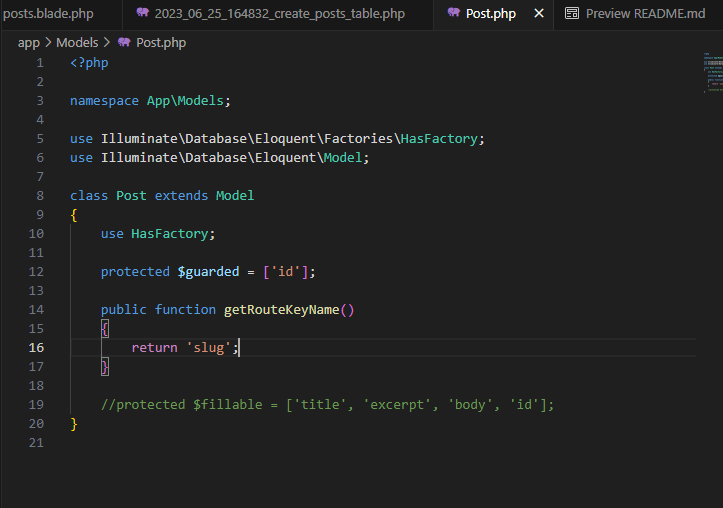 posts.blade.php 2023_06_25_164832_create_posts_table.php Post.php Preview README.md
app > Models > Post.php
1 <?php
2
3 namespace App\Models;
4
5 use Illuminate\Database\Eloquent\Factories\HasFactory;
6 use Illuminate\Database\Eloquent\Model;
7
8 class Post extends Model
9 {
10 use HasFactory;
11
12 protected $guarded = ['id'];
13
14 public function getRouteKeyName()
15 {
16 return 'slug';
17 }
18
19 //protected $fillable = ['title', 'excerpt', 'body', 'id'];
20 }
21